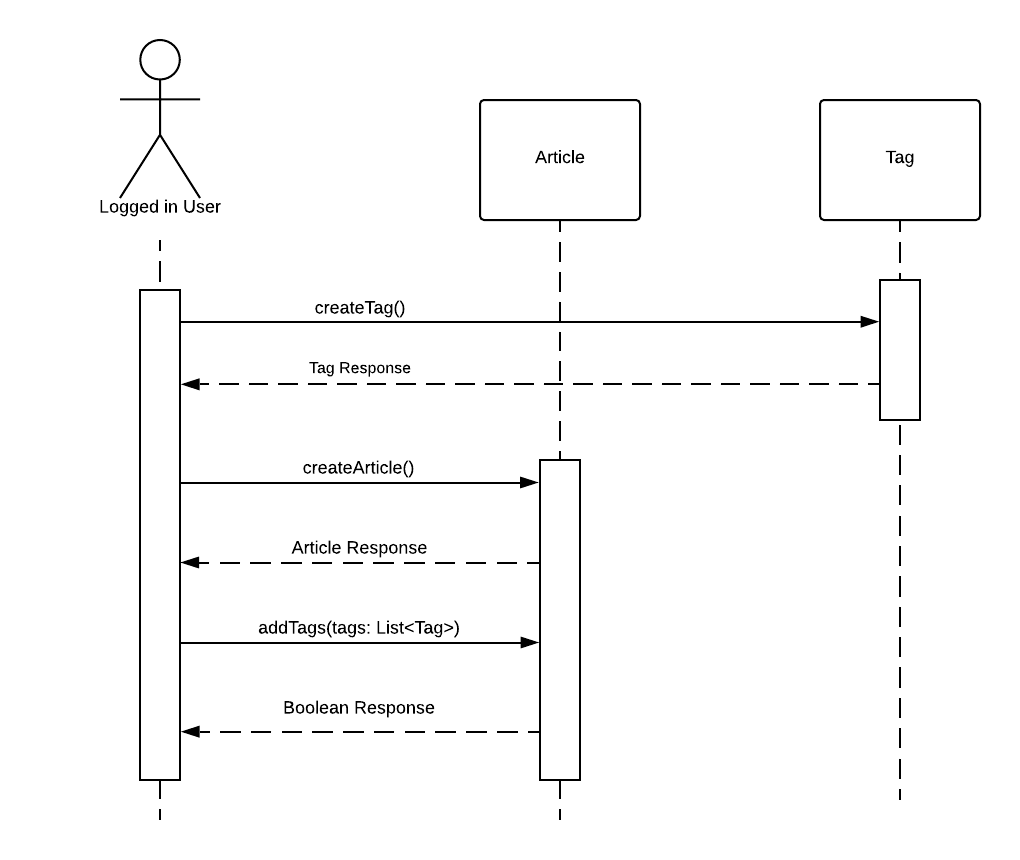 Logged in User
Article
Tag
createTag()
Tag Response
createArticle()
Article Response
addTags(tags: List<Tag>)
Boolean Response